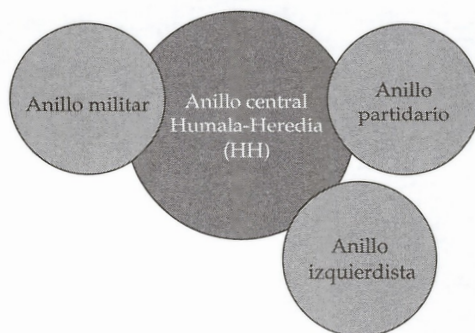 Anillo militar
Anillo central
Humala-Heredia
(HH)
Anillo
partidario
Anillo
izquierdista